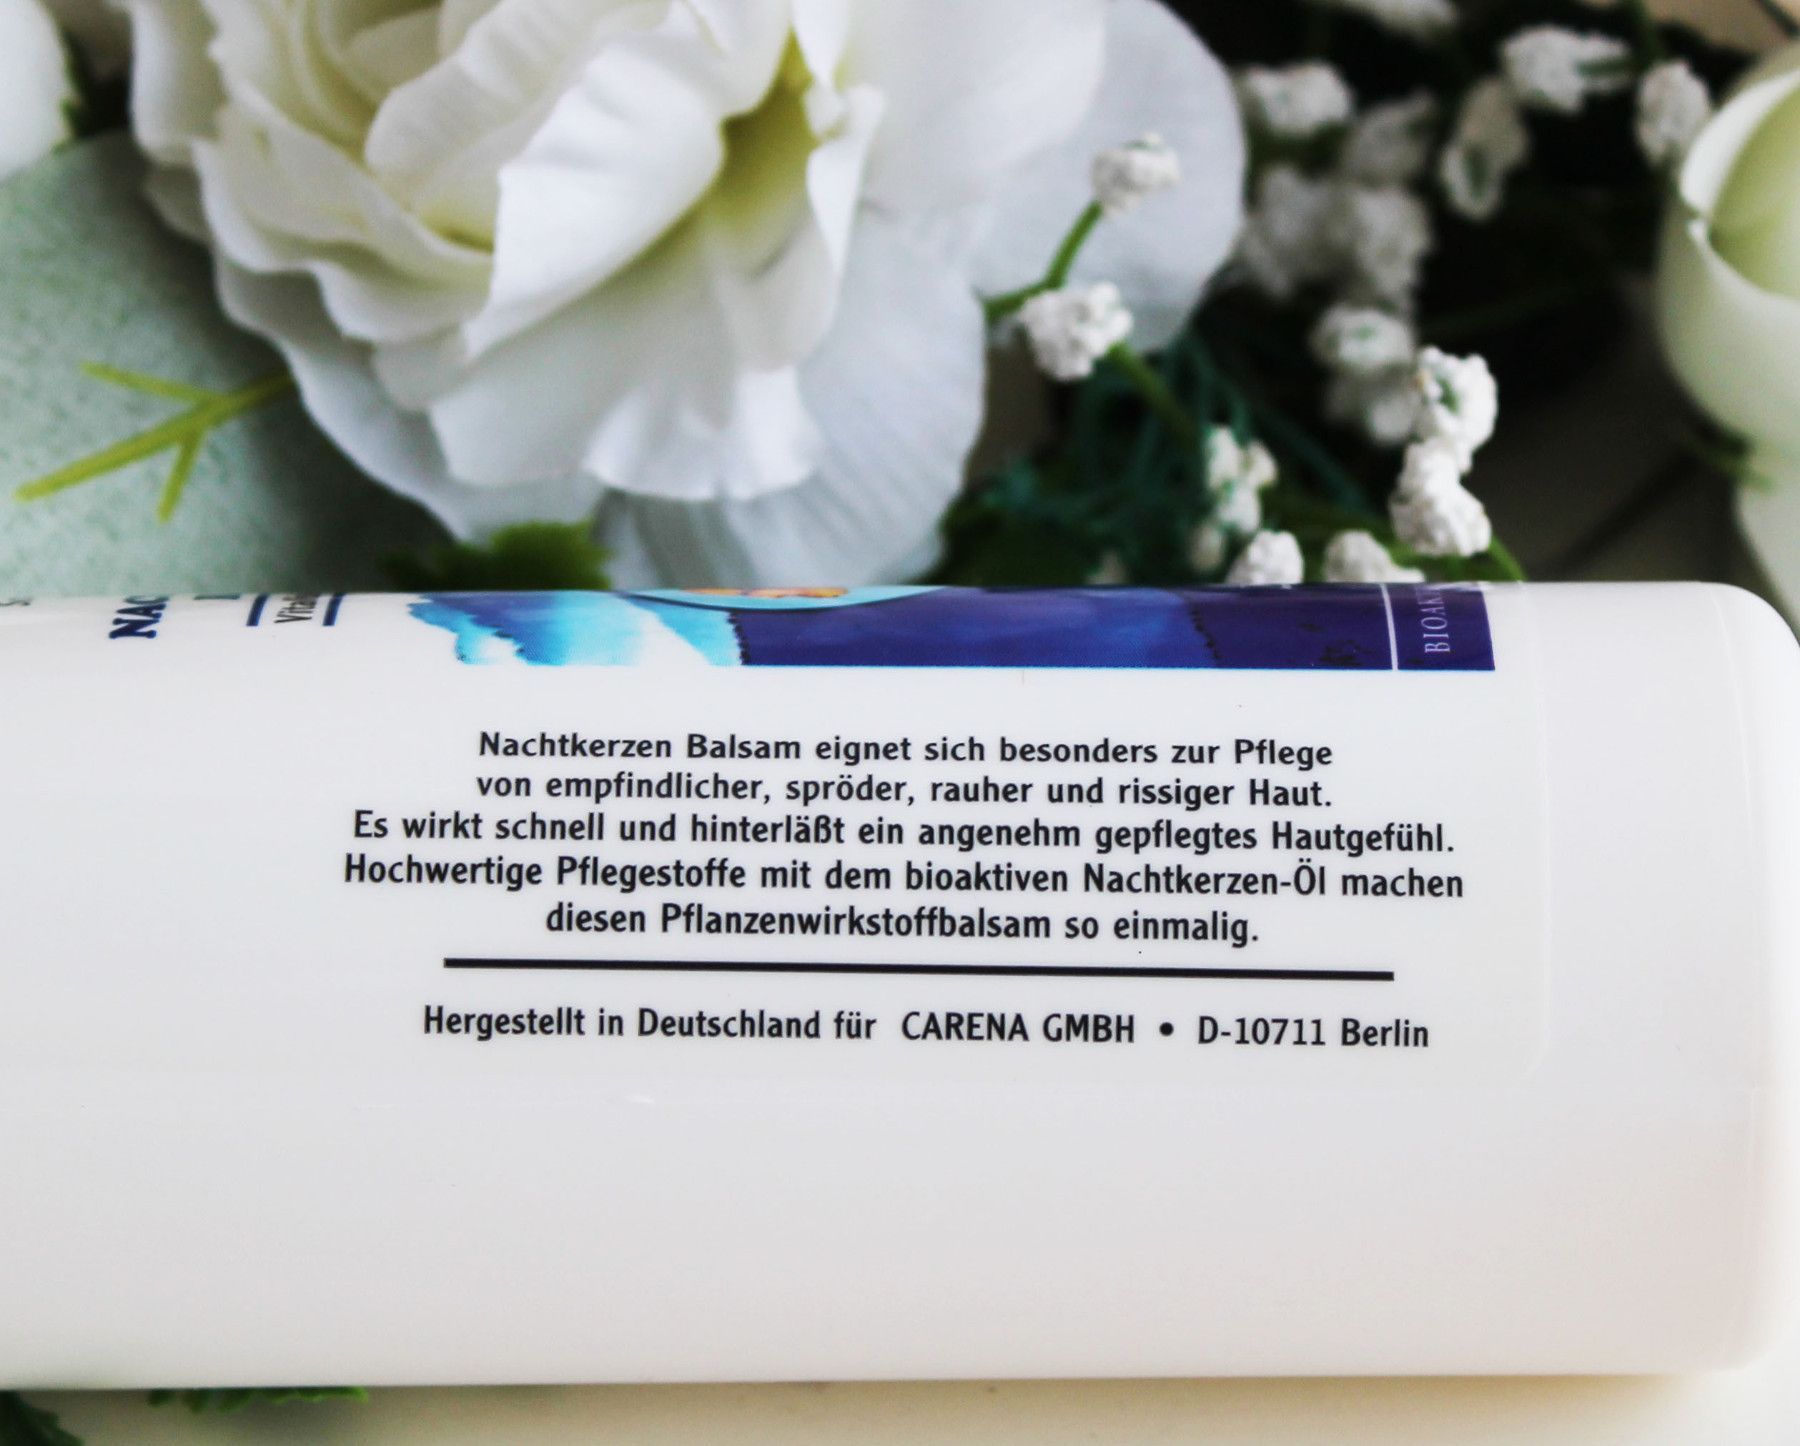 Nachtkerzen Balsam eignet sich besonders zur Pflege
von empfindlicher, spröder, rauher und rissiger Haut.
Es wirkt schnell und hinterläßt ein angenehm gepflegtes Hautgefühl.
Hochwertige Pflegestoffe mit dem bioaktiven Nachtkerzen-Öl machen
diesen Pflanzenwirkstoffbalsam so einmalig.
Hergestellt in Deutschland für CARENA GMBH • D-10711 Berlin